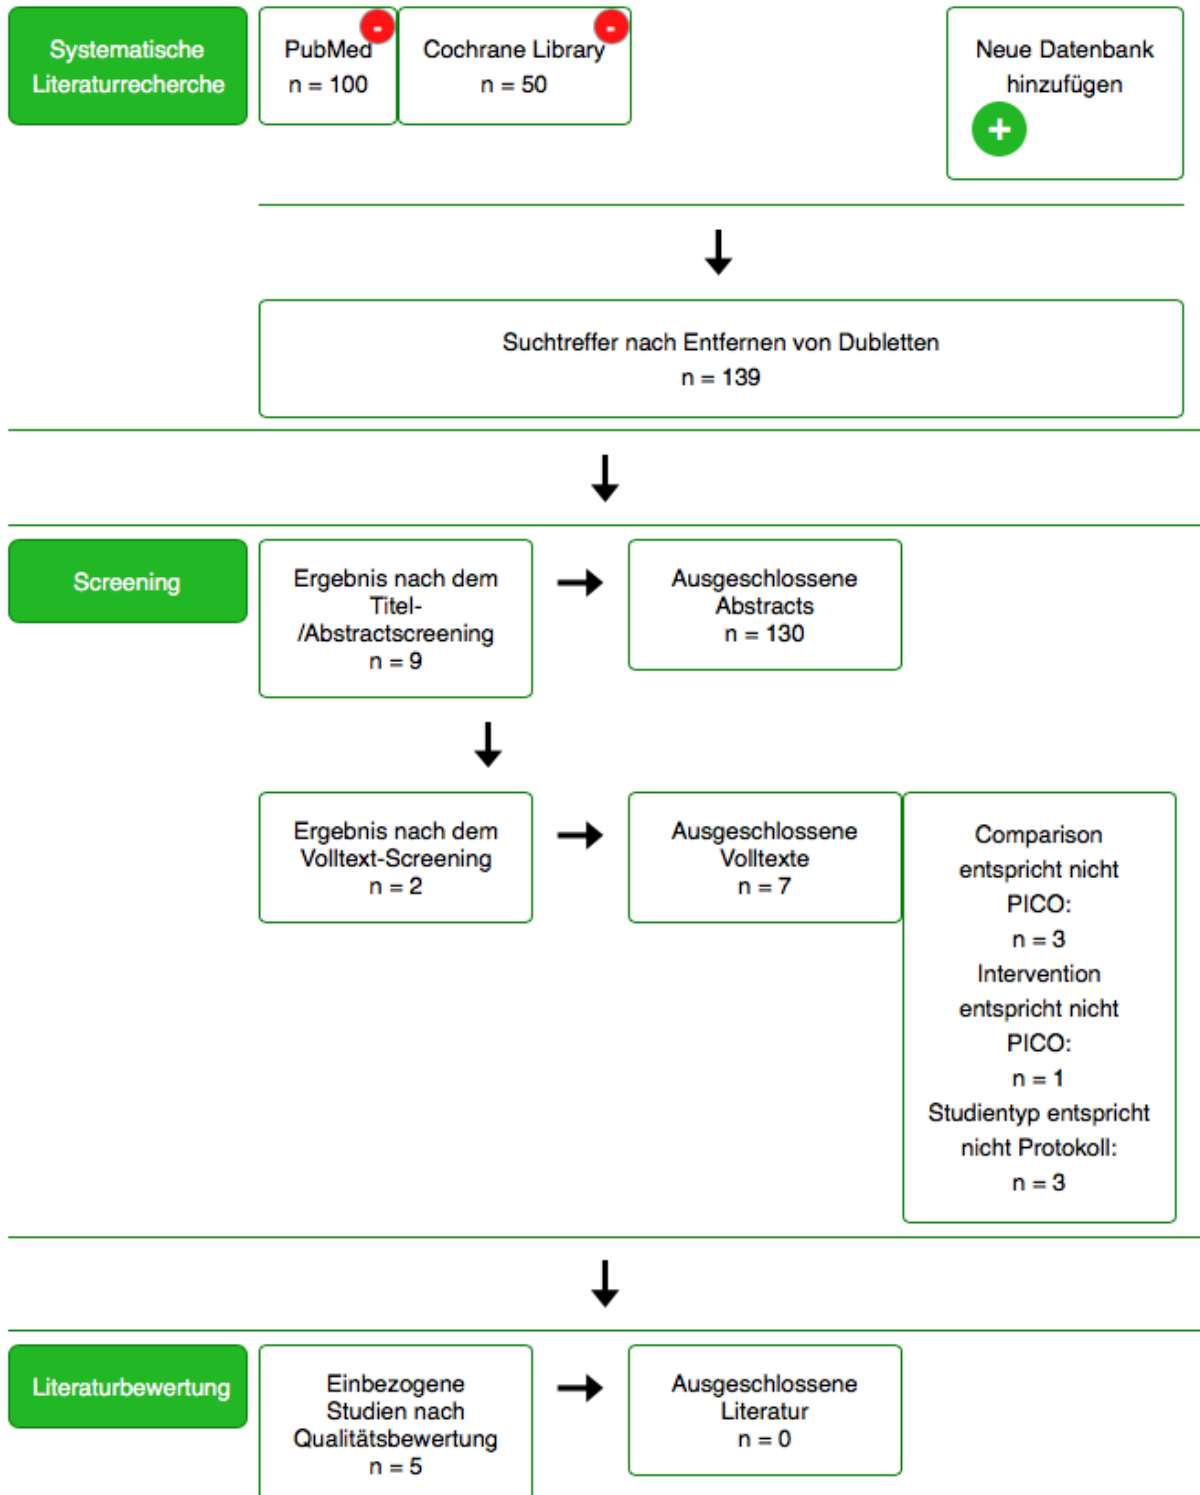 Systematische
Literaturrecherche
PubMed
n = 100
-
Cochrane Library
n = 50
-
Neue Datenbank
hinzufügen
+
Suchtreffer nach Entfernen von Dubletten
n = 139
Screening
Ergebnis nach dem
Titel-
/Abstractscreening
n = 9
Ausgeschlossene
Abstracts
n = 130
Ergebnis nach dem
Volltext-Screening
n = 2
Ausgeschlossene
Volltexte
n = 7
Comparison
entspricht nicht
PICO:
n = 3
Intervention
entspricht nicht
PICO:
n = 1
Studientyp entspricht
nicht Protokoll:
n = 3
Literaturbewertung
Einbezogene
Studien nach
Qualitätsbewertung
n = 5
Ausgeschlossene
Literatur
n = 0